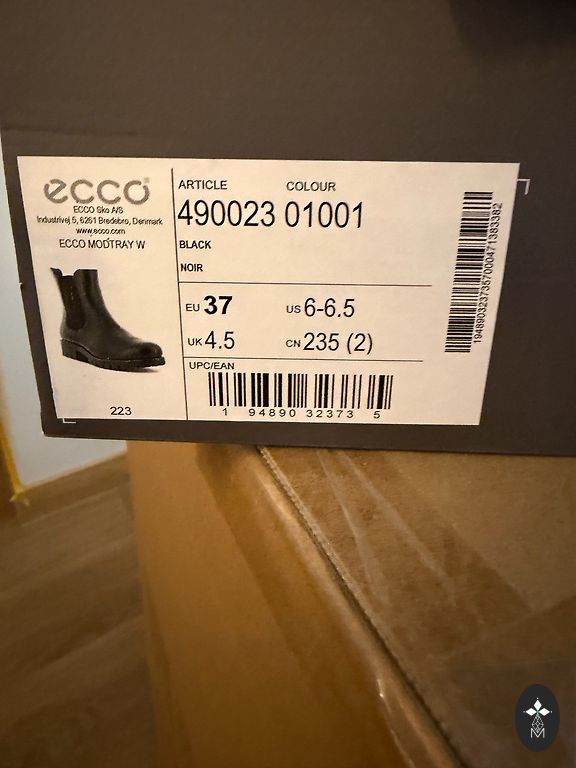 ecco
ECCO Sko A/S
Industrivej 5, 6261 Bredebro, Denmark
www.ecco.com
ECCO MODTRAY W
223
ARTICLE COLOUR
490023 01001
BLACK
NOIR
EU 37 US 6-6.5
UK 4.5 CN 235 (2)
UPC/EAN
1 94890 32373 5
19489032373570000471383382
M